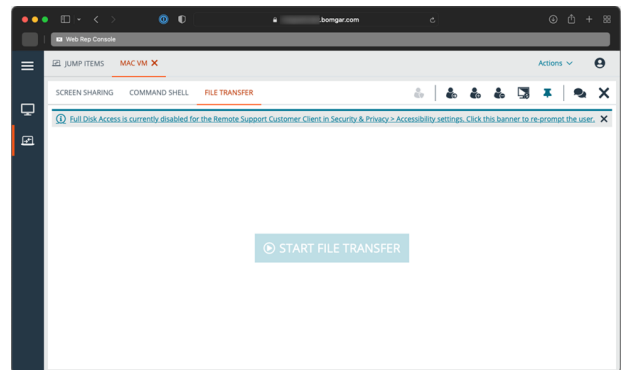 .bomgar.com
Web Rep Console
JUMP ITEMS
MAC VM
Actions
SCREEN SHARING
COMMAND SHELL
FILE TRANSFER
Full Disk Access is currently disabled for the Remote Support Customer Client in Security & Privacy > Accessibility settings. Click this banner to re-prompt the user.
START FILE TRANSFER